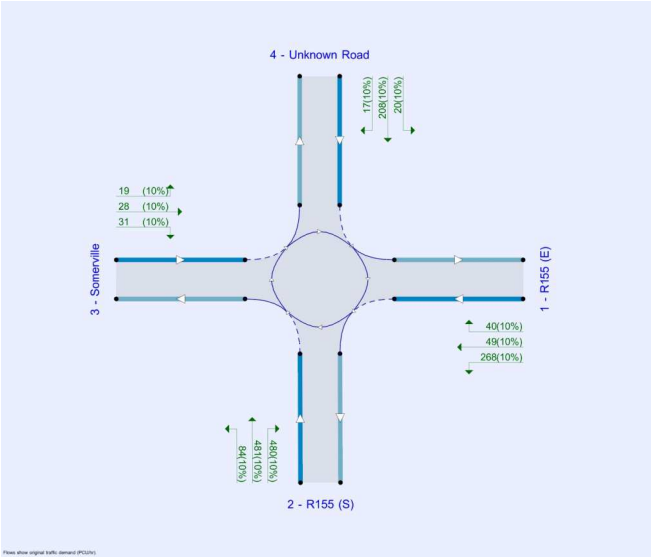 4 - Unknown Road
17(10%)
208(10%)
20(10%)
19 (10%)
28 (10%)
31 (10%)
3 - Somerville
1 - R155 (E)
40(10%)
49(10%)
268(10%)
84(10%)
481(10%)
480(10%)
2 - R155 (S)
Flows show original traffic demand (PCU/hr)